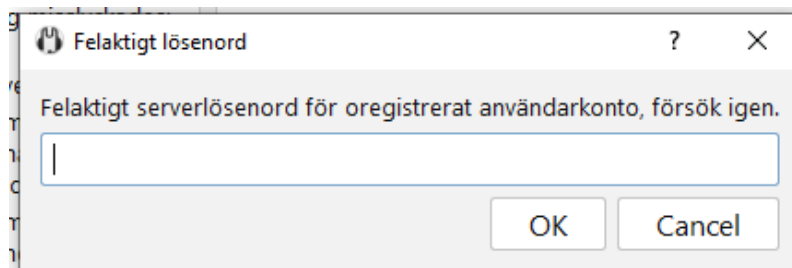 Felaktigt lösenord
?
Felaktigt serverlösenord för oregistrerat användarkonto, försök igen.
OK
Cancel